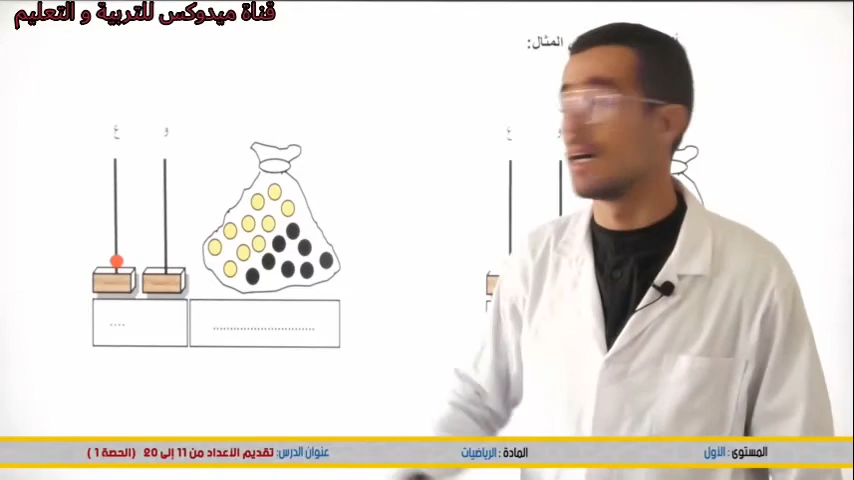 قناة ميدوكس للتربية و التعليم
المثال:
ع و
ع
....
..............................
المستوى : الأول
المادة : الرياضيات
عنوان الدرس: تقديم الأعداد من 11 إلى 20 (الحصة 1)